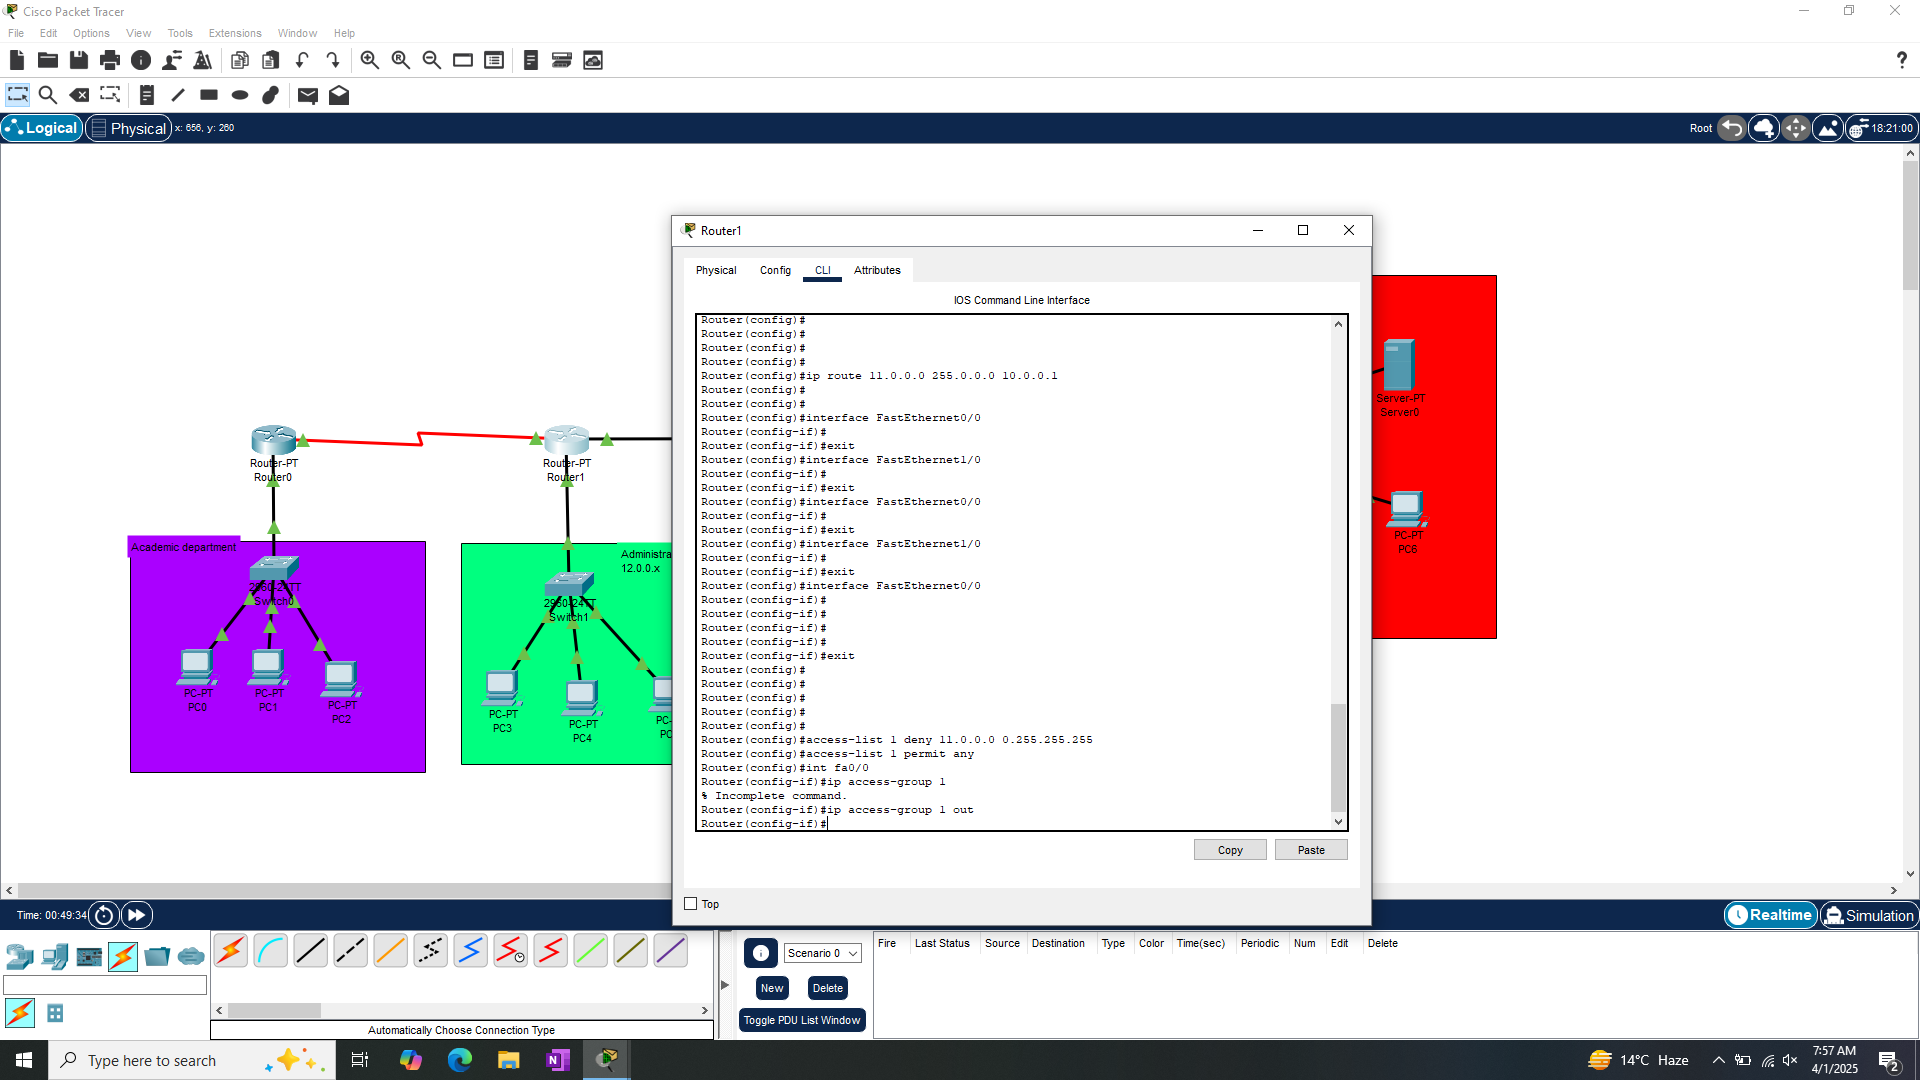 Cisco Packet Tracer
File Edit Options View Tools Extensions Window Help
Logical Physical x: 656, y: 260
Root 18:21:00
Router-PT
Router0
Router-PT
Router1
Academic department
2960-24TT
Switch0
PC-PT
PC0
PC-PT
PC1
PC-PT
PC2
Administra
12.0.0.x
2960-24TT
Switch1
PC-PT
PC3
PC-PT
PC4
PC-
PC
Router1
Physical Config CLI Attributes
IOS Command Line Interface
Router(config)#
Router(config)#
Router(config)#
Router(config)#
Router(config)#ip route 11.0.0.0 255.0.0.0 10.0.0.1
Router(config)#
Router(config)#
Router(config)#interface FastEthernet0/0
Router(config-if)#
Router(config-if)#exit
Router(config)#interface FastEthernet1/0
Router(config-if)#
Router(config-if)#exit
Router(config)#interface FastEthernet0/0
Router(config-if)#
Router(config-if)#exit
Router(config)#interface FastEthernet1/0
Router(config-if)#
Router(config-if)#exit
Router(config)#interface FastEthernet0/0
Router(config-if)#
Router(config-if)#
Router(config-if)#
Router(config-if)#
Router(config-if)#exit
Router(config)#
Router(config)#
Router(config)#
Router(config)#
Router(config)#
Router(config)#access-list 1 deny 11.0.0.0 0.255.255.255
Router(config)#access-list 1 permit any
Router(config)#int fa0/0
Router(config-if)#ip access-group 1
% Incomplete command.
Router(config-if)#ip access-group 1 out
Router(config-if)#
Copy Paste
Top
Server-PT
Server0
PC-PT
PC6
Time: 00:49:34
Realtime Simulation
Automatically Choose Connection Type
Scenario 0
New Delete
Toggle PDU List Window
Fire Last Status Source Destination Type Color Time(sec) Periodic Num Edit Delete
Type here to search
14°C Haze
7:57 AM
4/1/2025
2